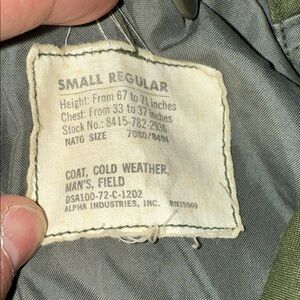 SMALL REGULAR
Height: From 67 to 71 inches
Chest: From 33 to 37 inches
Stock No.: 8415-782-2936
NATO SIZE 7080/8494
COAT, COLD WEATHER,
MAN'S, FIELD
DSA100-72-C-1202
ALPHA INDUSTRIES, INC. RN15569